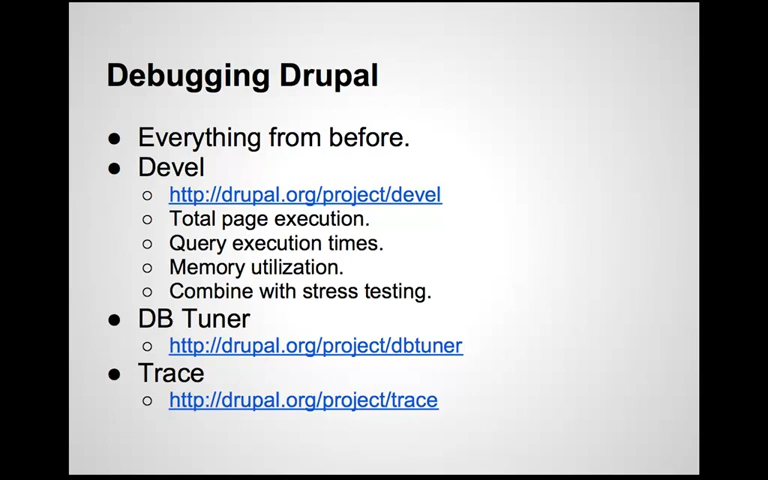 Debugging Drupal
● Everything from before.
● Devel
○ http://drupal.org/project/devel
○ Total page execution.
○ Query execution times.
○ Memory utilization.
○ Combine with stress testing.
● DB Tuner
○ http://drupal.org/project/dbtuner
● Trace
○ http://drupal.org/project/trace